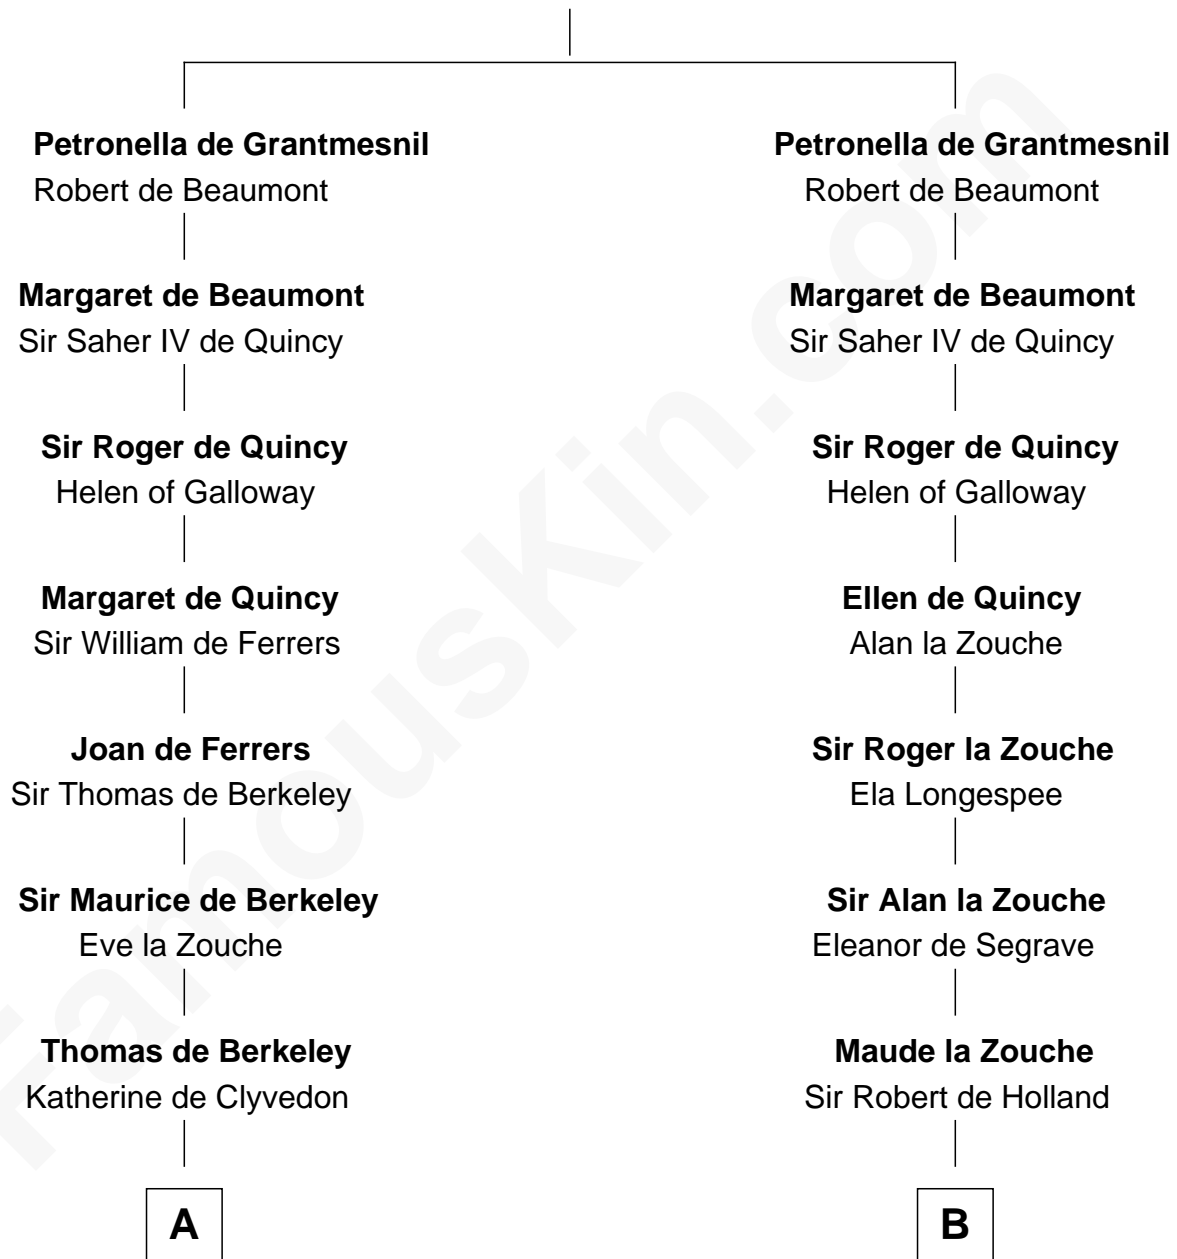 Petronella de Grantmesnil
Robert de Beaumont
Margaret de Beaumont
Sir Saher IV de Quincy
Sir Roger de Quincy
Helen of Galloway
Margaret de Quincy
Sir William de Ferrers
Joan de Ferrers
Sir Thomas de Berkeley
Sir Maurice de Berkeley
Eve la Zouche
Thomas de Berkeley
Katherine de Clyvedon
A
Petronella de Grantmesnil
Robert de Beaumont
Margaret de Beaumont
Sir Saher IV de Quincy
Sir Roger de Quincy
Helen of Galloway
Ellen de Quincy
Alan la Zouche
Sir Roger la Zouche
Ela Longespee
Sir Alan la Zouche
Eleanor de Segrave
Maude la Zouche
Sir Robert de Holland
B
FamousKin.com